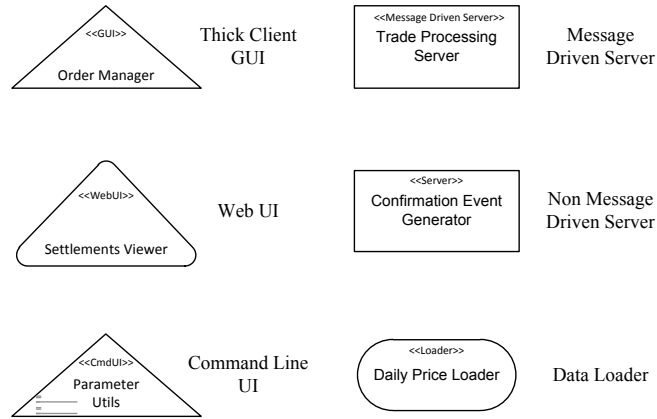 <<GUI>>
Order Manager
Thick Client
GUI
<<Message Driven Server>>
Trade Processing
Server
Message
Driven Server
<<WebUI>>
Settlements Viewer
Web UI
<<Server>>
Confirmation Event
Generator
Non Message
Driven Server
<<CmdUI>>
Parameter
Utils
Command Line
UI
<<Loader>>
Daily Price Loader
Data Loader